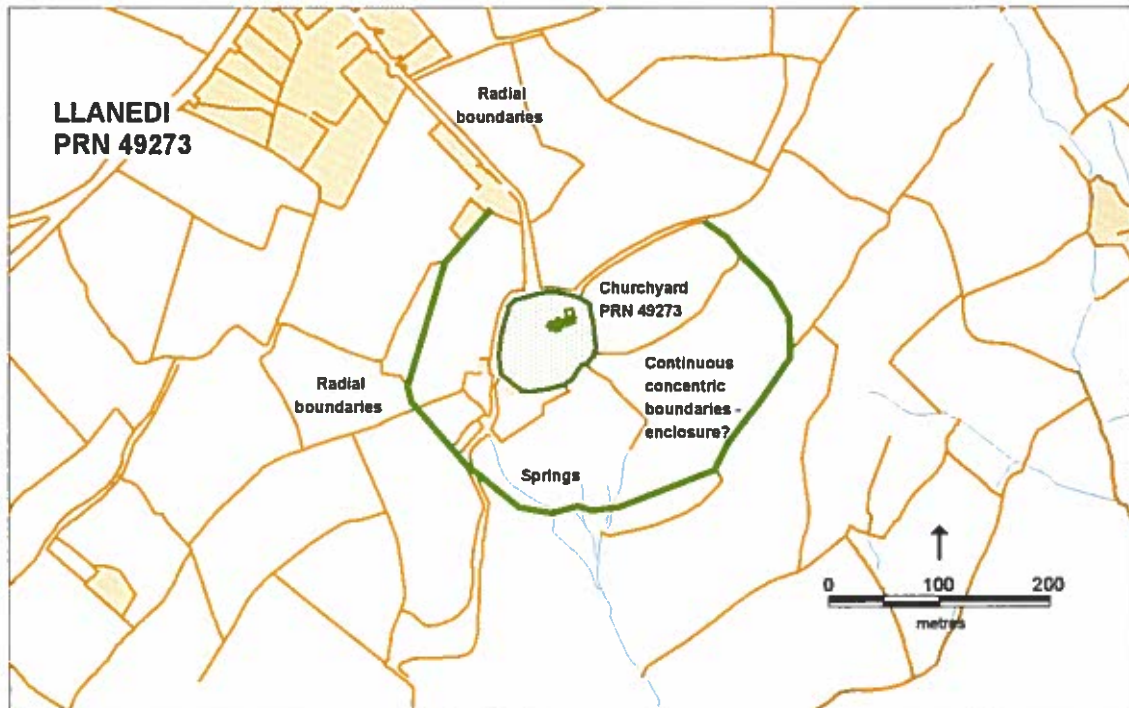 LLANEDI
PRN 49273
Radial
boundaries
Churchyard
PRN 49273
Continuous
concentric
boundaries -
enclosure?
Radial
boundaries
Springs
0 100 200
metres